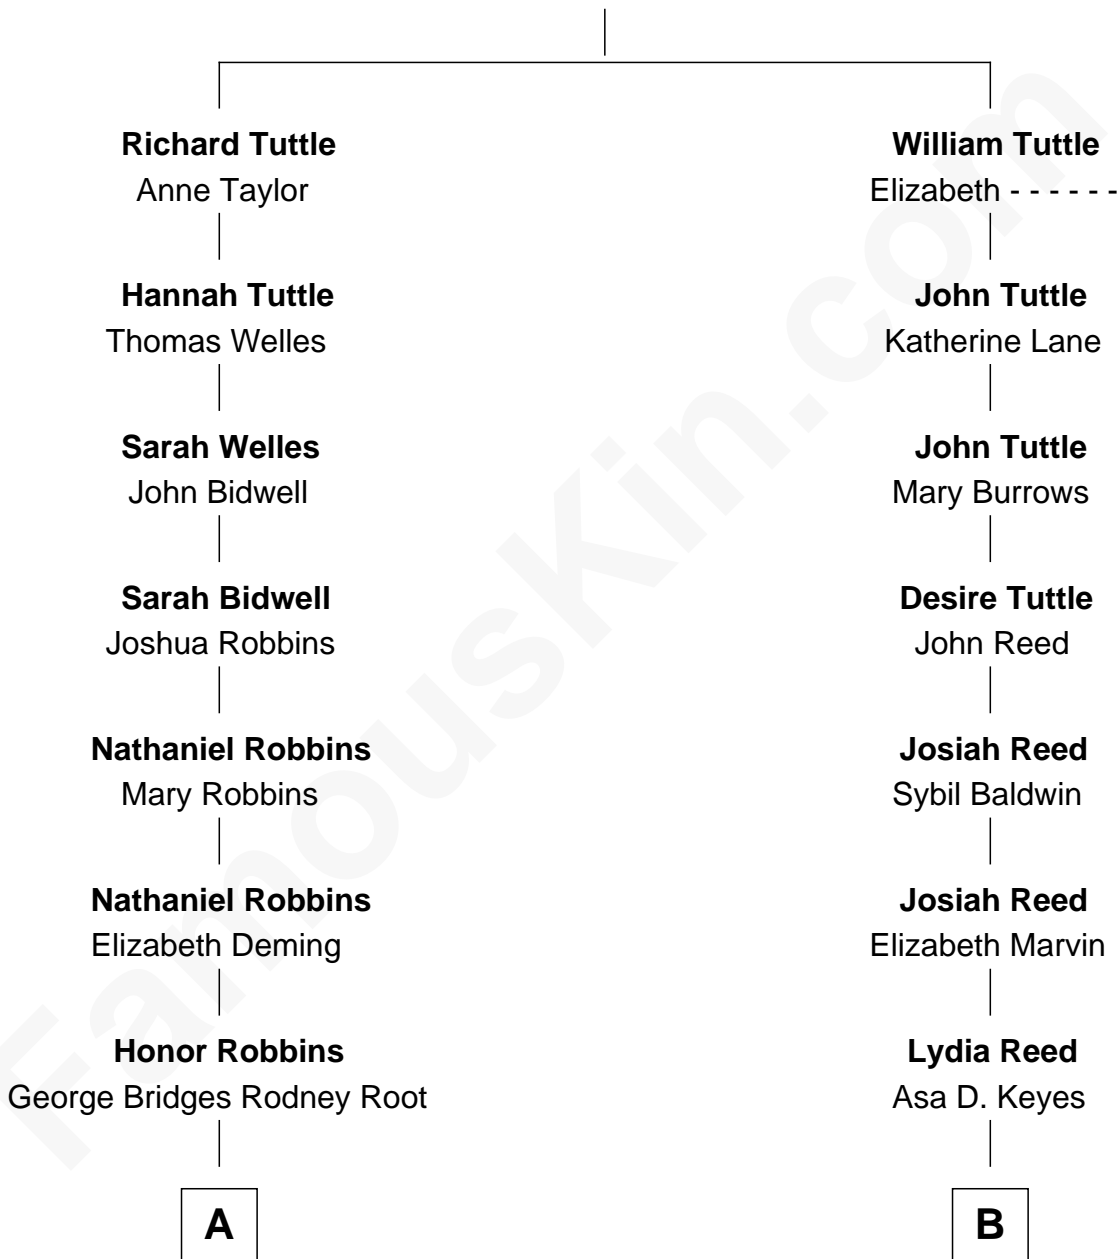 Richard Tuttle
Anne Taylor
Hannah Tuttle
Thomas Welles
Sarah Welles
John Bidwell
Sarah Bidwell
Joshua Robbins
Nathaniel Robbins
Mary Robbins
Nathaniel Robbins
Elizabeth Deming
Honor Robbins
George Bridges Rodney Root
A
William Tuttle
Elizabeth - - - - - -
John Tuttle
Katherine Lane
John Tuttle
Mary Burrows
Desire Tuttle
John Reed
Josiah Reed
Sybil Baldwin
Josiah Reed
Elizabeth Marvin
Lydia Reed
Asa D. Keyes
B
FamousKin.com